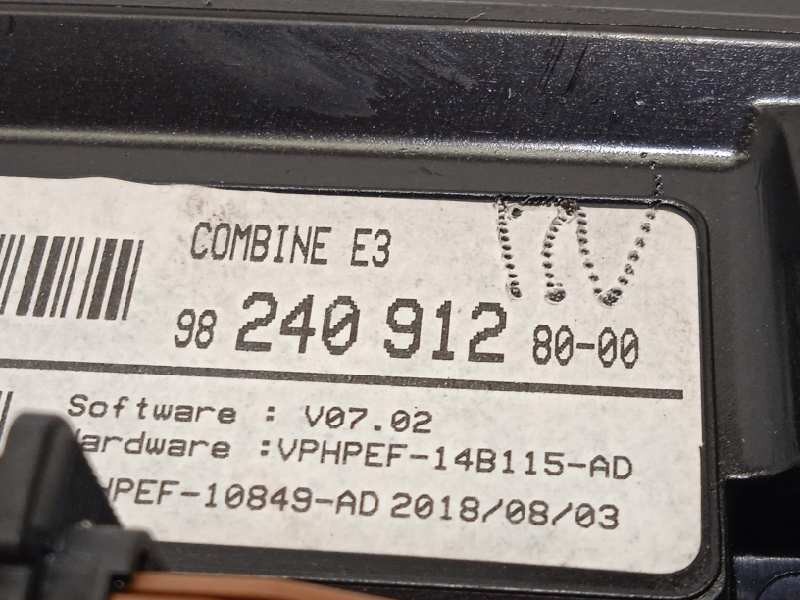 COMBINE E3
98 240 912 80-00
Software : V07.02
Hardware :VPHPEF-14B115-AD
HPEF-10849-AD 2018/08/03